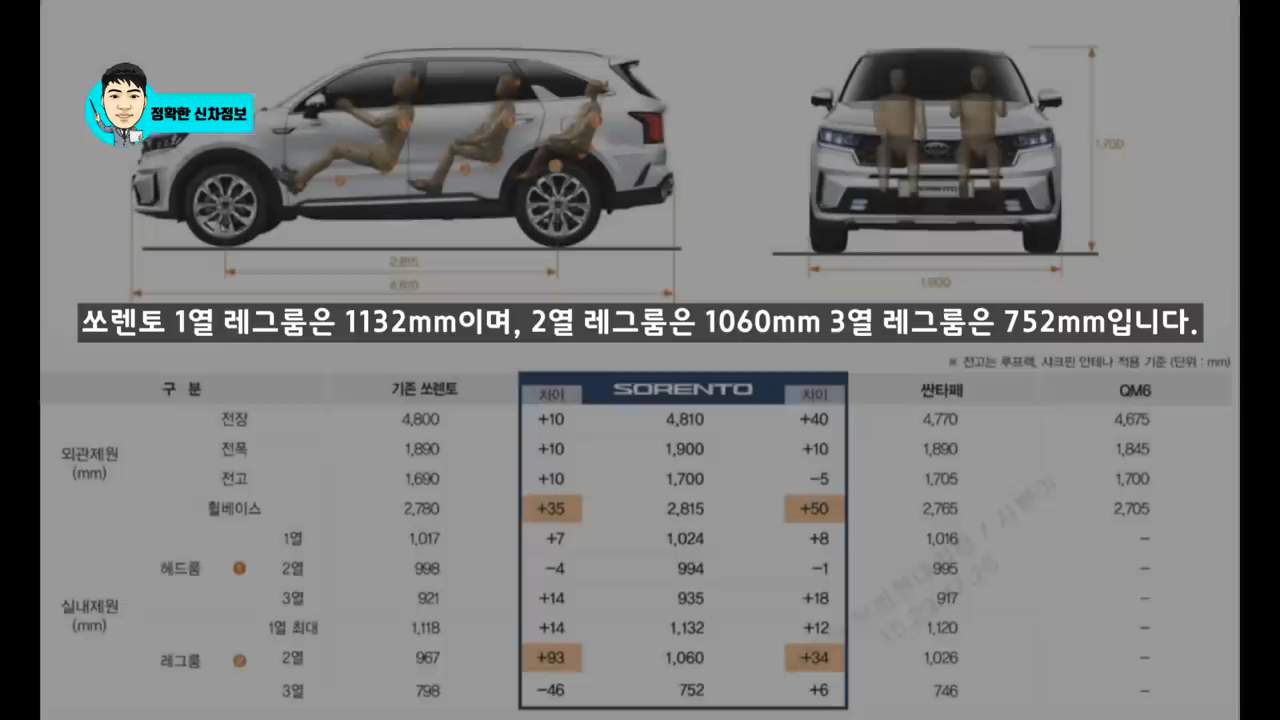 정확한 신차정보
1,700
SORENTO
2,815
4,810
1,900
쏘렌토 1열 레그룸은 1132mm이며, 2열 레그룸은 1060mm 3열 레그룸은 752mm입니다.
※ 전고는 루프랙, 샤크핀 안테나 적용 기준 (단위 : mm)
구 분 기존 쏘렌토 차이 SORENTO 차이 싼타페 QM6
외관제원 (mm)
전장 4,800 +10 4,810 +40 4,770 4,675
전폭 1,890 +10 1,900 +10 1,890 1,845
전고 1,690 +10 1,700 -5 1,705 1,700
휠베이스 2,780 +35 2,815 +50 2,765 2,705
실내제원 (mm)
헤드룸 1
1열 1,017 +7 1,024 +8 1,016 -
2열 998 -4 994 -1 995 -
3열 921 +14 935 +18 917 -
레그룸 2
1열 최대 1,118 +14 1,132 +12 1,120 -
2열 967 +93 1,060 +34 1,026 -
3열 798 -46 752 +6 746 -